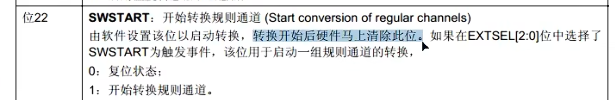 位22
SWSTART：开始转换规则通道 (Start conversion of regular channels)
由软件设置该位以启动转换，转换开始后硬件马上清除此位。如果在EXTSEL[2:0]位中选择了
SWSTART为触发事件，该位用于启动一组规则通道的转换，
0：复位状态；
1：开始转换规则通道。